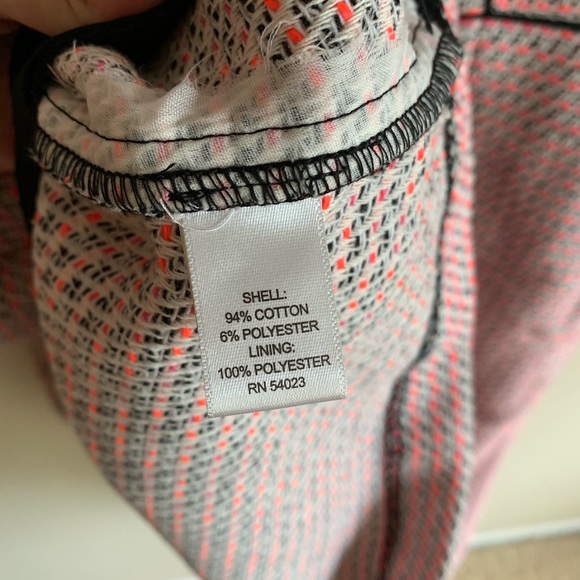 SHELL:
94% COTTON
6% POLYESTER
LINING:
100% POLYESTER
RN 54023